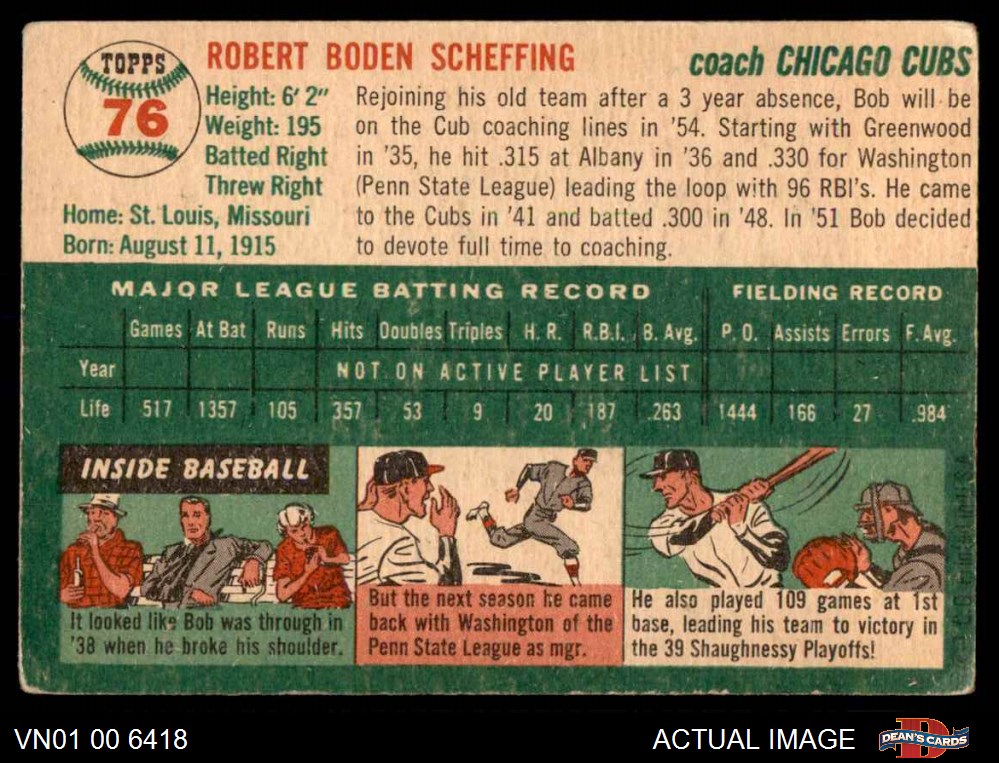 TOPPS
76
ROBERT BODEN SCHEFFING
coach CHICAGO CUBS
Height: 6' 2"
Weight: 195
Batted Right
Threw Right
Home: St. Louis, Missouri
Born: August 11, 1915
Rejoining his old team after a 3 year absence, Bob will be
on the Cub coaching lines in '54. Starting with Greenwood
in '35, he hit .315 at Albany in '36 and .330 for Washington
(Penn State League) leading the loop with 96 RBI's. He came
to the Cubs in '41 and batted .300 in '48. In '51 Bob decided
to devote full time to coaching.
MAJOR LEAGUE BATTING RECORD FIELDING RECORD
Games At Bat Runs Hits Doubles Triples H. R. R.B.I. B. Avg. P. O. Assists Errors F. Avg.
Year NOT ON ACTIVE PLAYER LIST
Life 517 1357 105 357 53 9 20 187 .263 1444 166 27 .984
INSIDE BASEBALL
It looked like Bob was through in
'38 when he broke his shoulder.
But the next season he came
back with Washington of the
Penn State League as mgr.
He also played 109 games at 1st
base, leading his team to victory in
the 39 Shaughnessy Playoffs!
VN01 00 6418
ACTUAL IMAGE
DEAN'S CARDS